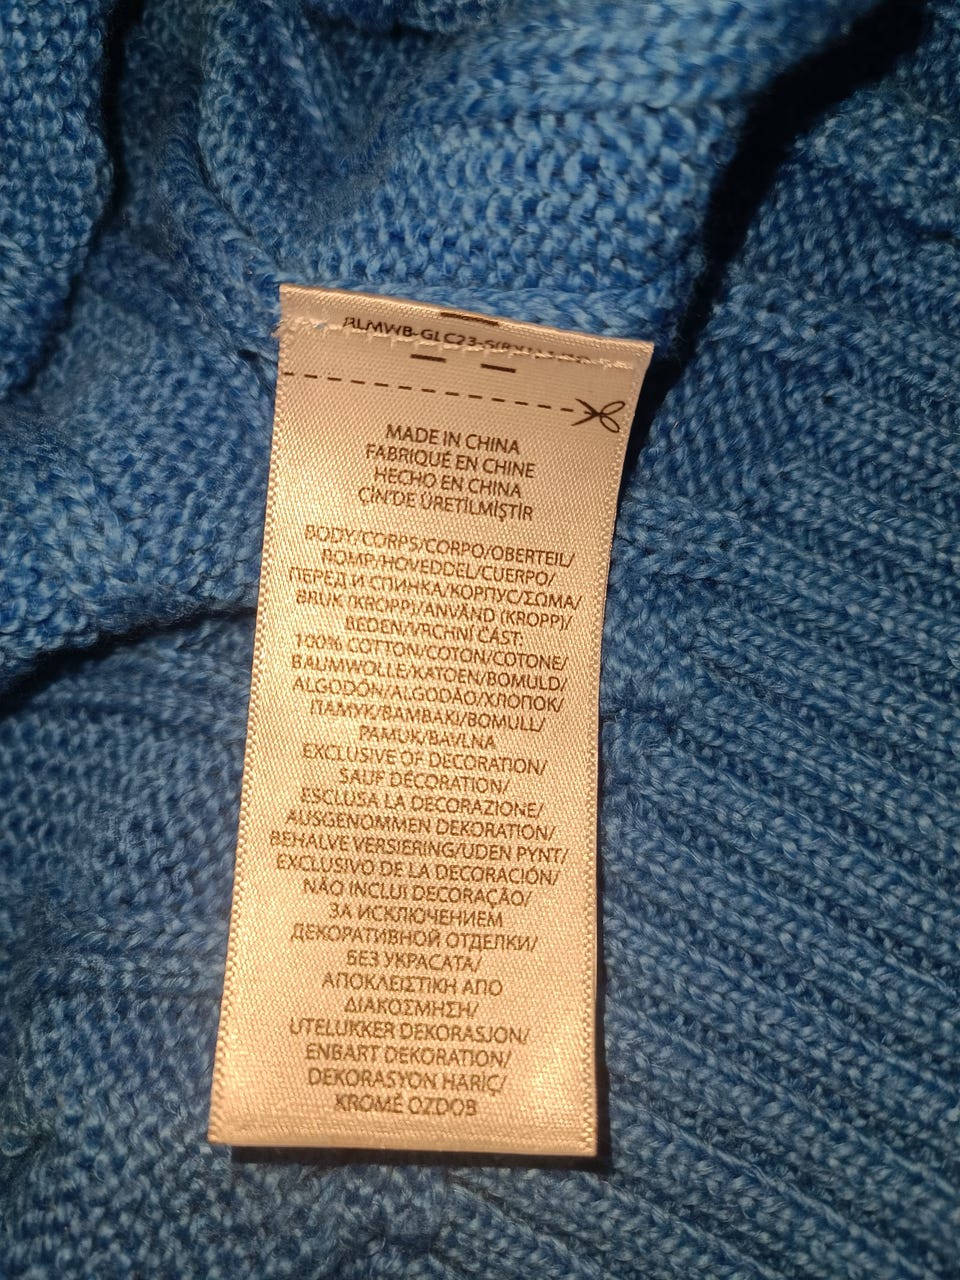 RLMWB-GLC23-S(RV)
MADE IN CHINA
FABRIQUÉ EN CHINE
HECHO EN CHINA
ÇİN'DE ÜRETİLMİŞTİR
BODY/CORPS/CORPO/OBERTEIL/
ROMP/HOVEDDEL/CUERPO/
ПЕРЕД И СПИНКА/КОРПУС/ΣΩΜΑ/
BRUK (KROPP)/ANVÄND (KROPP)/
BEDEN/VRCHNÍ ČÁST:
100% COTTON/COTON/COTONE/
BAUMWOLLE/KATOEN/BOMULD/
ALGODÓN/ALGODÃO/ХЛОПОК/
ПАМУК/ΒΑΜΒΑΚΙ/BOMULL/
PAMUK/BAVLNA
EXCLUSIVE OF DECORATION/
SAUF DÉCORATION/
ESCLUSA LA DECORAZIONE/
AUSGENOMMEN DEKORATION/
BEHALVE VERSIERING/UDEN PYNT/
EXCLUSIVO DE LA DECORACIÓN/
NÃO INCLUI DECORAÇÃO/
ЗА ИСКЛЮЧЕНИЕМ
ДЕКОРАТИВНОЙ ОТДЕЛКИ/
БЕЗ УКРАСАТА/
ΑΠΟΚΛΕΙΣΤΙΚΗ ΑΠΟ
ΔΙΑΚΟΣΜΗΣΗ/
UTELUKKER DEKORASJON/
ENBART DEKORATION/
DEKORASYON HARİÇ/
KROMĚ OZDOB